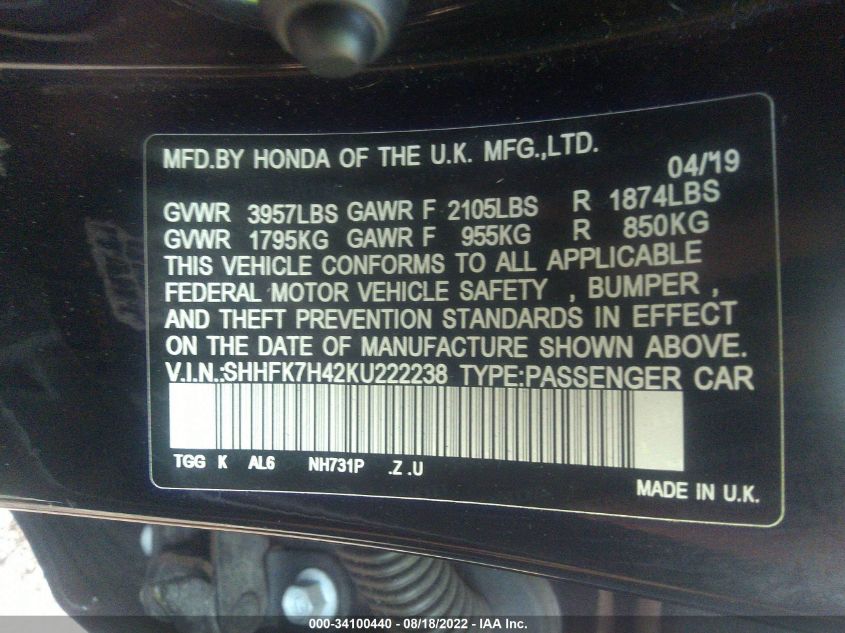 MFD.BY HONDA OF THE U.K. MFG.,LTD. 04/'19
GVWR 3957LBS GAWR F 2105LBS R 1874LBS
GVWR 1795KG GAWR F 955KG R 850KG
THIS VEHICLE CONFORMS TO ALL APPLICABLE
FEDERAL MOTOR VEHICLE SAFETY , BUMPER ,
AND THEFT PREVENTION STANDARDS IN EFFECT
ON THE DATE OF MANUFACTURE SHOWN ABOVE.
V.I.N.:SHHFK7H42KU222238 TYPE:PASSENGER CAR
TGG K AL6 NH731P .Z .U
MADE IN U.K.
000-34100440 - 08/18/2022 - IAA Inc.